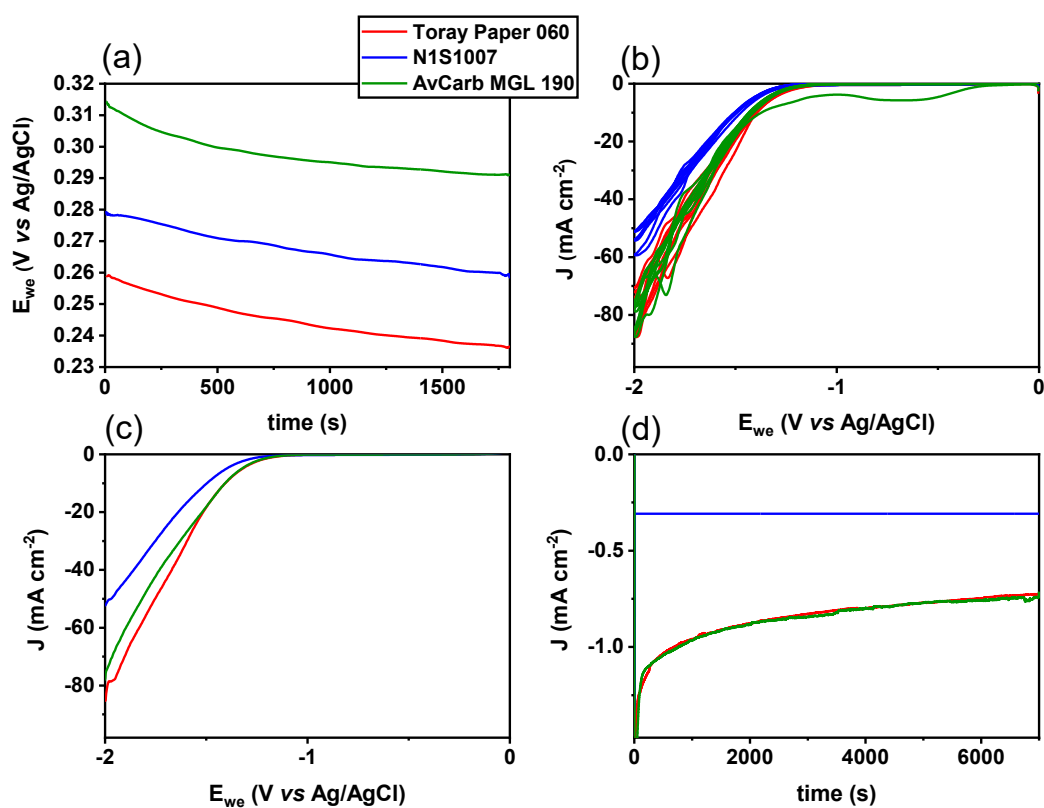 Toray Paper 060
N1S1007
AvCarb MGL 190
(a)
0.32
0.31
0.30
0.29
0.28
0.27
0.26
0.25
0.24
0.23
E_we (V vs Ag/AgCl)
0
500
1000
1500
time (s)
(b)
0
-20
-40
-60
-80
J (mA cm⁻²)
-2
-1
0
E_we (V vs Ag/AgCl)
(c)
0
-20
-40
-60
-80
J (mA cm⁻²)
-2
-1
0
E_we (V vs Ag/AgCl)
(d)
0.0
-0.5
-1.0
J (mA cm⁻²)
0
2000
4000
6000
time (s)